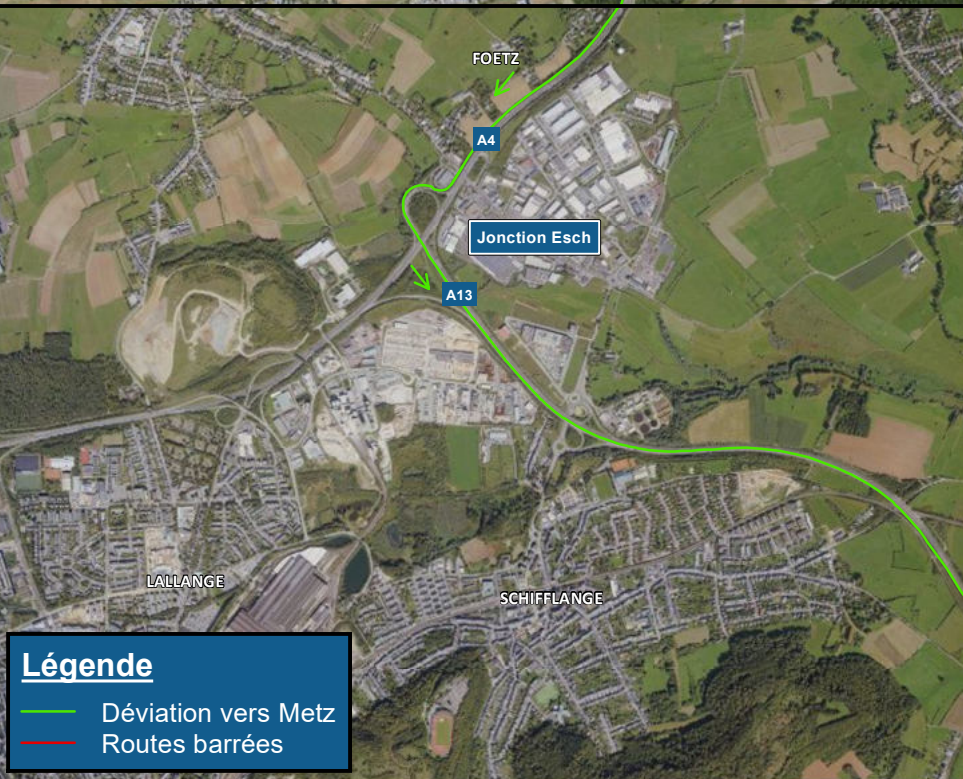 FOETZ
A4
Jonction Esch
A13
LALLANGE
SCHIFFLANGE
Légende
Déviation vers Metz
Routes barrées